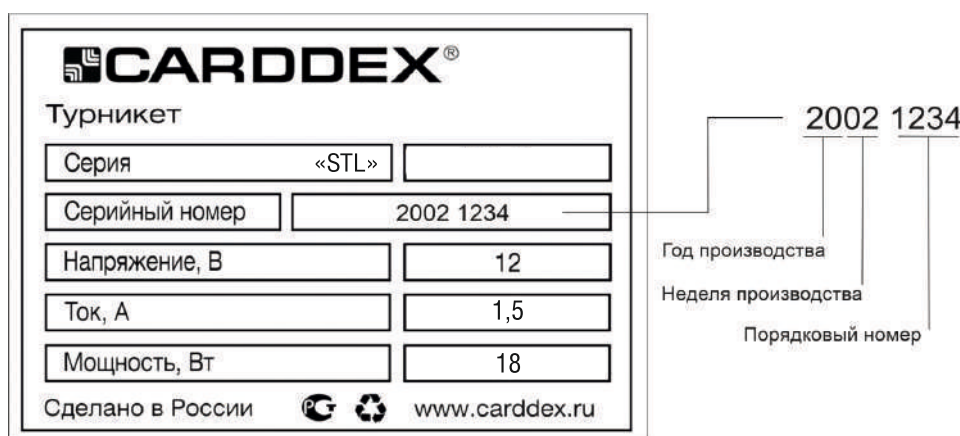 CARDDEX®
Турникет
Серия «STL»
Серийный номер 2002 1234
Напряжение, В 12
Ток, А 1,5
Мощность, Вт 18
Сделано в России РСТ www.carddex.ru
2002 1234
Год производства
Неделя производства
Порядковый номер